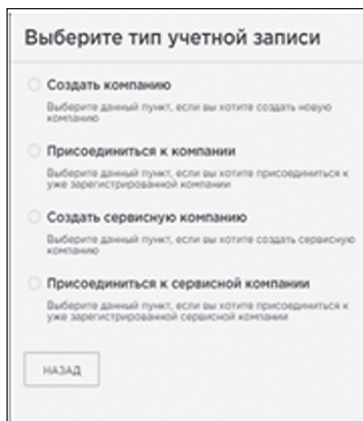 Выберите тип учетной записи
Создать компанию
Выберите данный пункт, если вы хотите создать новую
компанию
Присоединиться к компании
Выберите данный пункт, если вы хотите присоединиться к
уже зарегистрированной компании
Создать сервисную компанию
Выберите данный пункт, если вы хотите создать сервисную
компанию
Присоединиться к сервисной компании
Выберите данный пункт, если вы хотите присоединиться к
уже зарегистрированной сервисной компании
НАЗАД